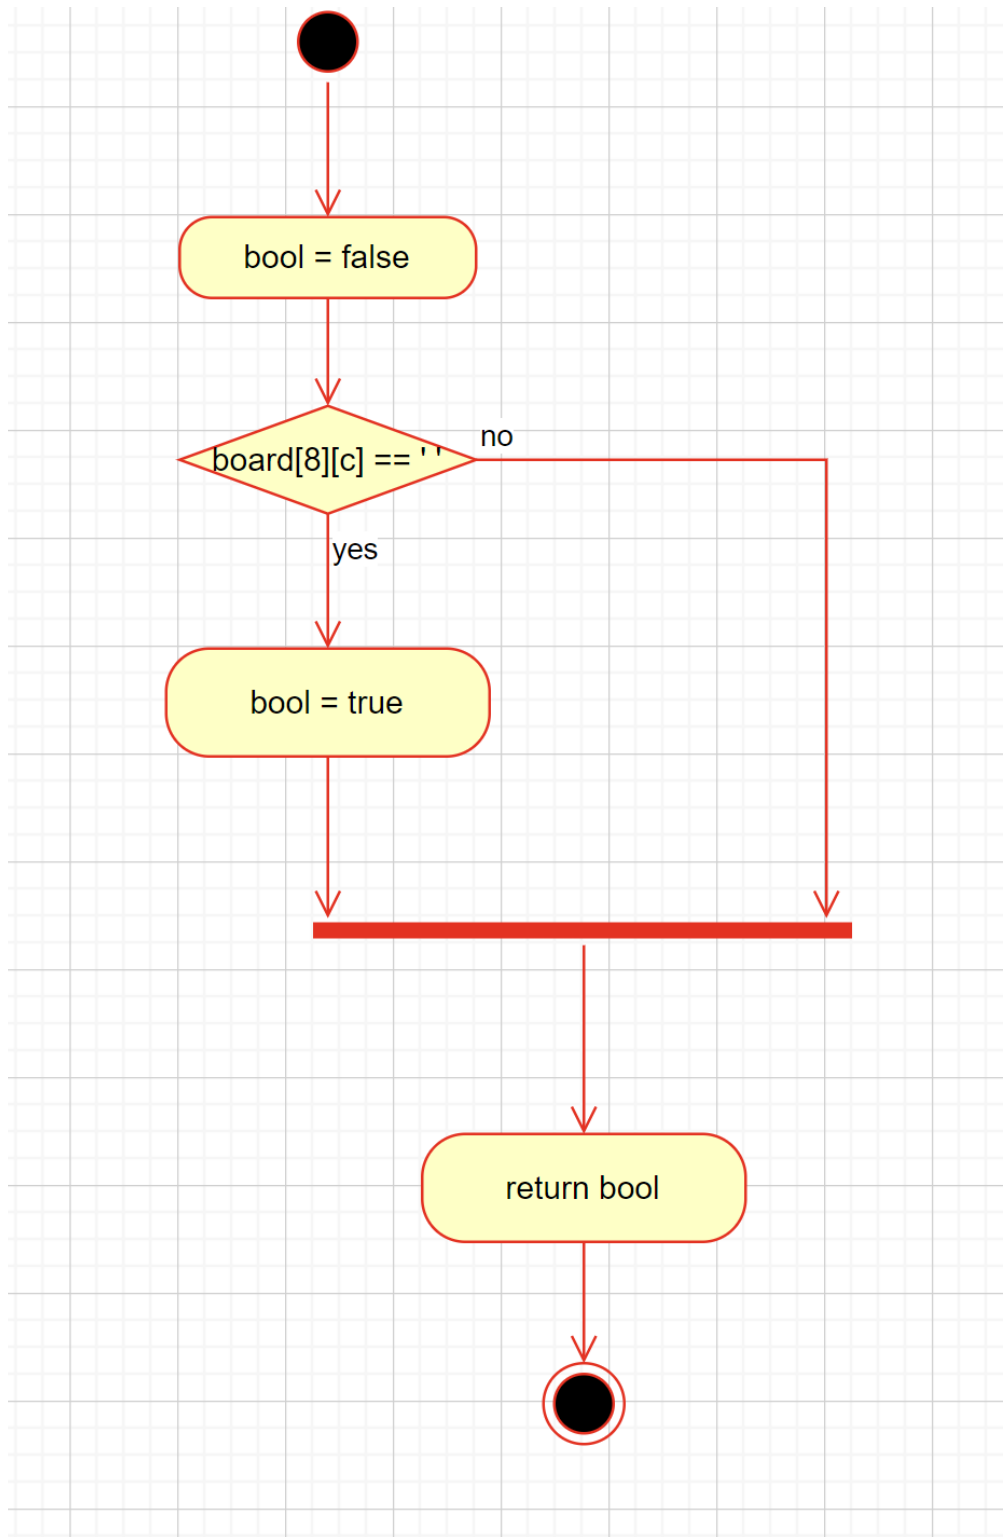 bool = false
board[8][c] == ' '
no
yes
bool = true
return bool